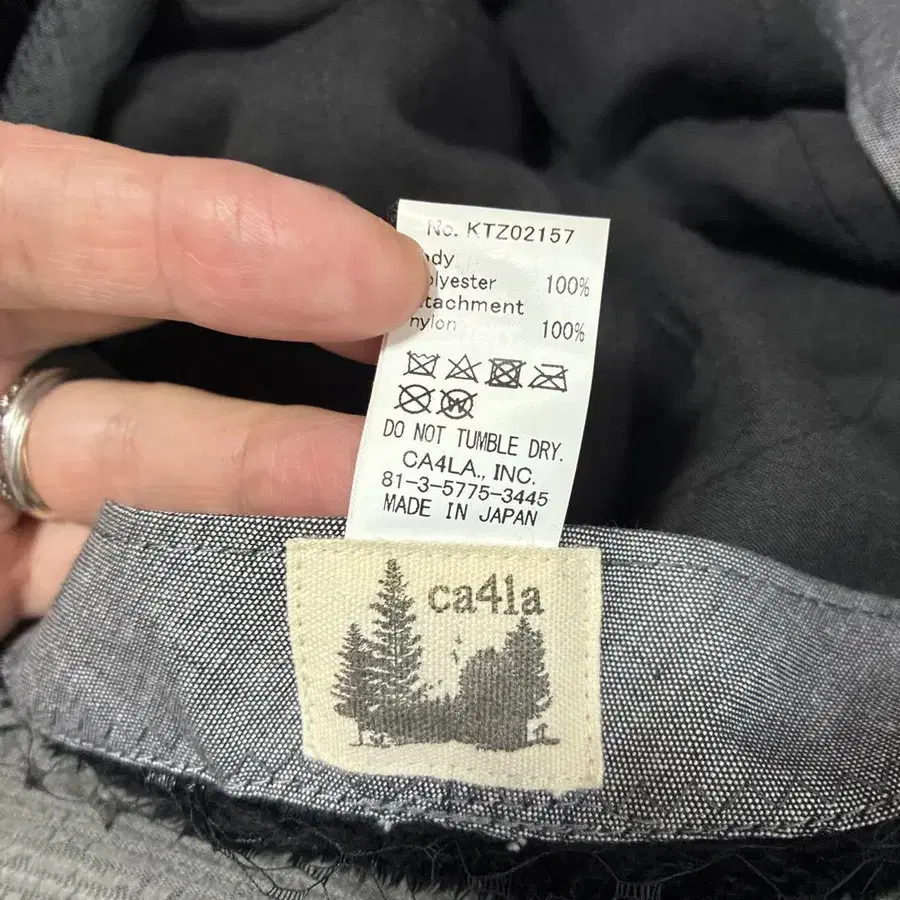 No. KTZ02157
ody
olyester 100%
ttachment
nylon 100%
W
DO NOT TUMBLE DRY.
CA4LA., INC.
81-3-5775-3445
MADE IN JAPAN
ca4la